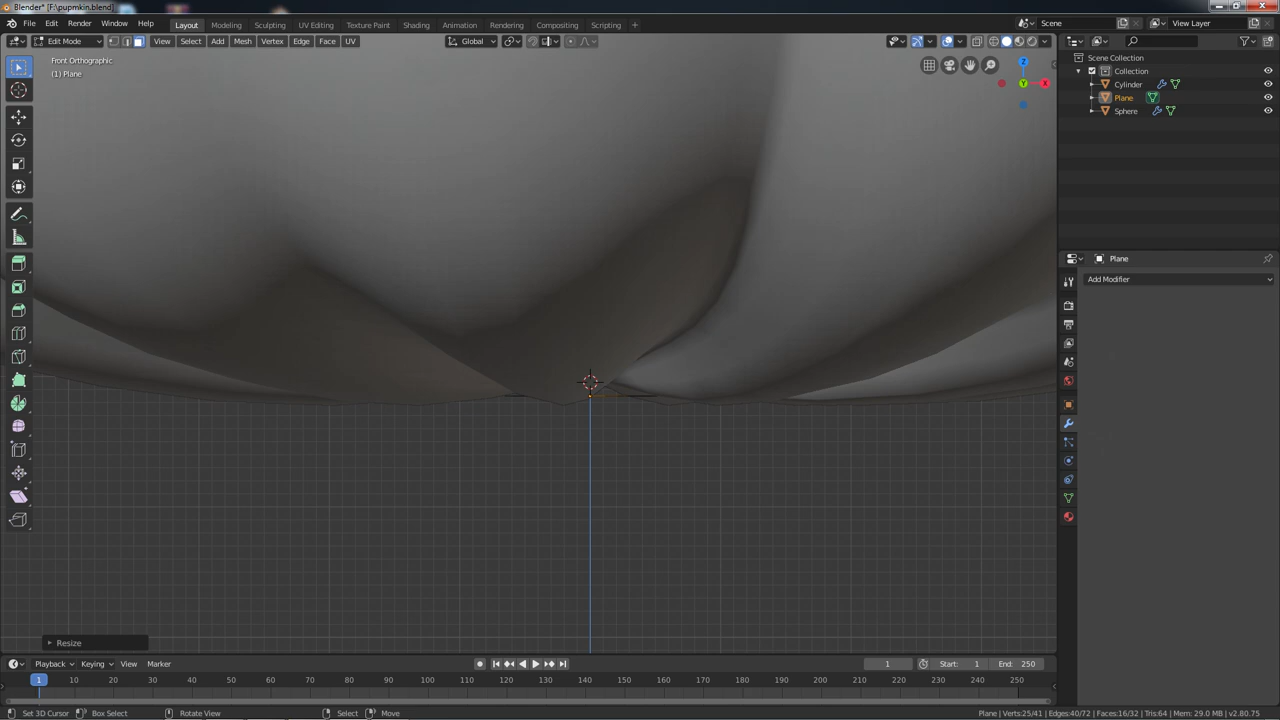 Blender* [F:\pupmkin.blend]
File Edit Render Window Help Layout Modeling Sculpting UV Editing Texture Paint Shading Animation Rendering Compositing Scripting + Scene View Layer
Edit Mode View Select Add Mesh Vertex Edge Face UV Global
Front Orthographic
(1) Plane
Z
Y
X
Scene Collection
Collection
Cylinder
Plane
Sphere
Plane
Add Modifier
Resize
Playback Keying View Marker 1 Start: 1 End: 250
1 10 20 30 40 50 60 70 80 90 100 110 120 130 140 150 160 170 180 190 200 210 220 230 240 250
Set 3D Cursor Box Select Rotate View Select Move Plane | Verts:25/41 | Edges:40/72 | Faces:16/32 | Tris:64 | Mem: 29.0 MB | v2.80.75